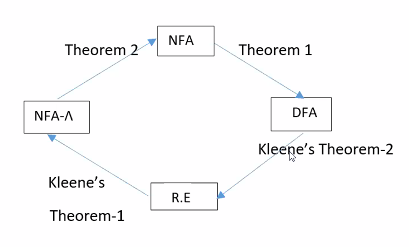 NFA
Theorem 2
Theorem 1
NFA-Λ
DFA
Kleene’s Theorem-2
Kleene’s
Theorem-1
R.E